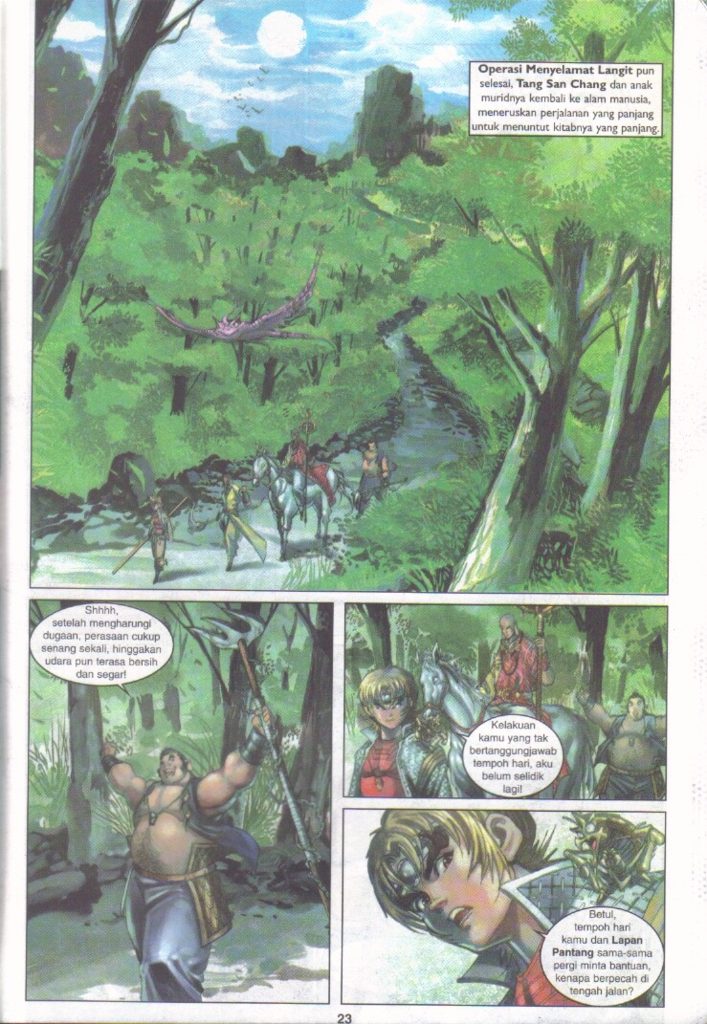 Operasi Menyelamat Langit pun
selesai, Tang San Chang dan anak
muridnya kembali ke alam manusia,
meneruskan perjalanan yang panjang
untuk menuntut kitabnya yang panjang.
Shhhh,
setelah mengharungi
dugaan, perasaan cukup
senang sekali, hinggakan
udara pun terasa bersih
dan segar!
Kelakuan
kamu yang tak
bertanggungjawab
tempoh hari, aku
belum selidik
lagi!
Betul,
tempoh hari
kamu dan Lapan
Pantang sama-sama
pergi minta bantuan,
kenapa berpecah di
tengah jalan?
23